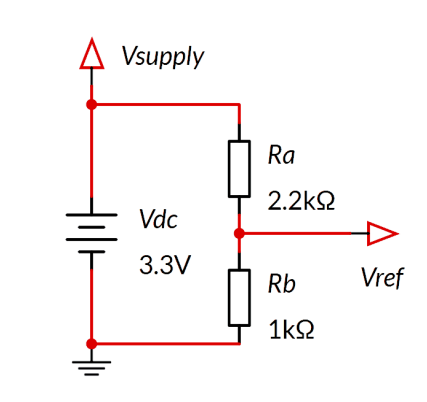 Vsupply
Ra
2.2kΩ
Vdc
3.3V
Vref
Rb
1kΩ